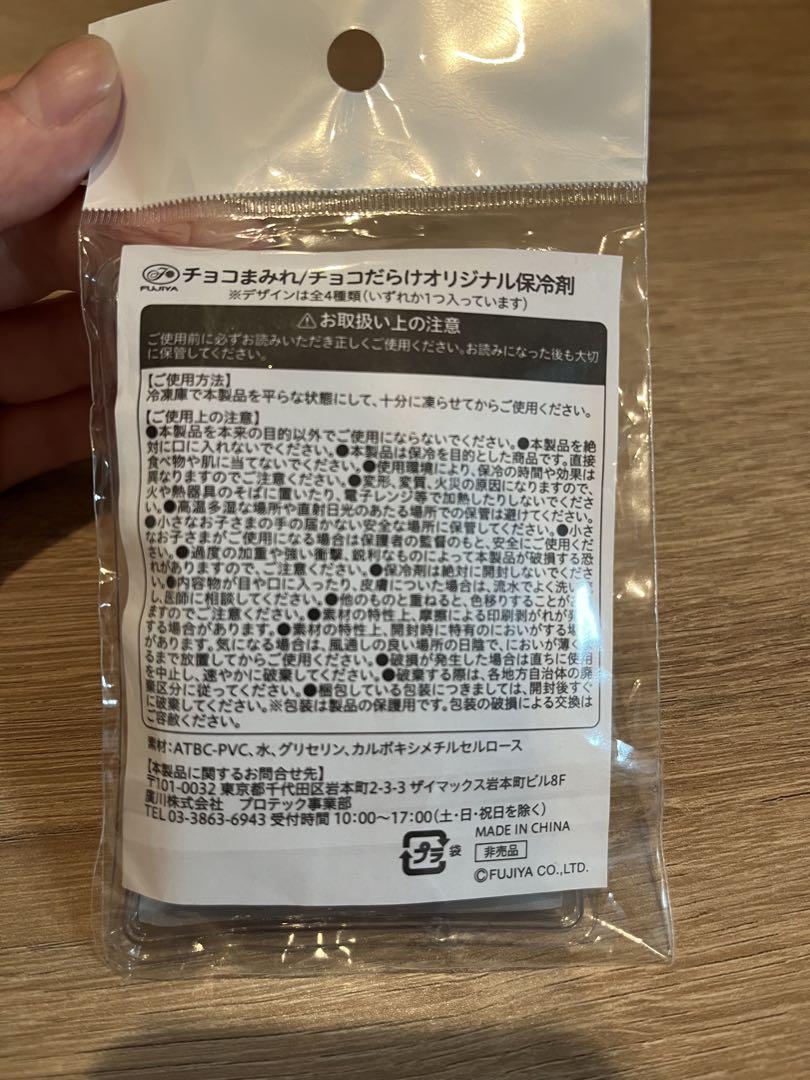 FUJIYA チョコまみれ/チョコだらけオリジナル保冷剤
※デザインは全4種類(いずれか1つ入っています)
⚠お取扱い上の注意
ご使用前に必ずお読みいただき正しくご使用ください。お読みになった後も大切
に保管してください。
【ご使用方法】
冷凍庫で本製品を平らな状態にして、十分に凍らせてからご使用ください。
【ご使用上の注意】
●本製品を本来の目的以外でご使用にならないでください。●本製品を絶
対に口に入れないでください。●本製品は保冷を目的とした商品です。直接
食べ物や肌に当てないでください。●使用環境により、保冷の時間や効果は
異なりますのでご注意ください。●変形、変質、火災の原因になりますので、
火や熱器具のそばに置いたり、電子レンジ等で加熱したりしないでくださ
い。●高温多湿な場所や直射日光のあたる場所での保管は避けてください。
●小さなお子さまの手の届かない安全な場所に保管してください。●小さ
なお子さまがご使用になる場合は保護者の監督のもと、安全にご使用くだ
さい。●過度の加重や強い衝撃、鋭利なものによって本製品が破損する恐
れがありますので、ご注意ください。●保冷剤は絶対に開封しないでくださ
い。●内容物が目や口に入ったり、皮膚についた場合は、流水でよく洗い
し、医師に相談してください。●他のものと重ねると、色移りすることが
ますのでご注意ください。●素材の特性上、摩擦による印刷剥がれが
する場合があります。●素材の特性上、開封時に特有のにおいがする場
があります。気になる場合は、風通しの良い場所の日陰で、においが薄く
るまで放置してからご使用ください。●破損が発生した場合は直ちに使用
を中止し、速やかに破棄してください。●破棄する際は、各地方自治体の廃
棄区分に従ってください。●梱包している包装につきましては、開封後すぐ
に破棄してください。※包装は製品の保護用です。包装の破損による交換は
ご容赦ください。
素材:ATBC-PVC、水、グリセリン、カルボキシメチルセルロース
【本製品に関するお問合せ先】
〒101-0032 東京都千代田区岩本町2-3-3 ザイマックス岩本町ビル8F
廣川株式会社 プロテック事業部
TEL 03-3863-6943 受付時間 10:00〜17:00(土・日・祝日を除く)
プラ 袋
MADE IN CHINA
非売品
©FUJIYA CO.,LTD.